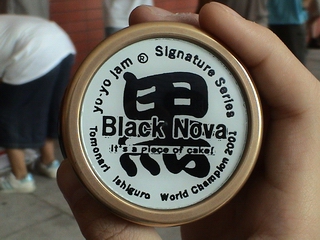 yo-yo jam ® Signature Series
黒
Black Nova
It's a piece of cake!
Tomonari Ishiguro World Champion 2001